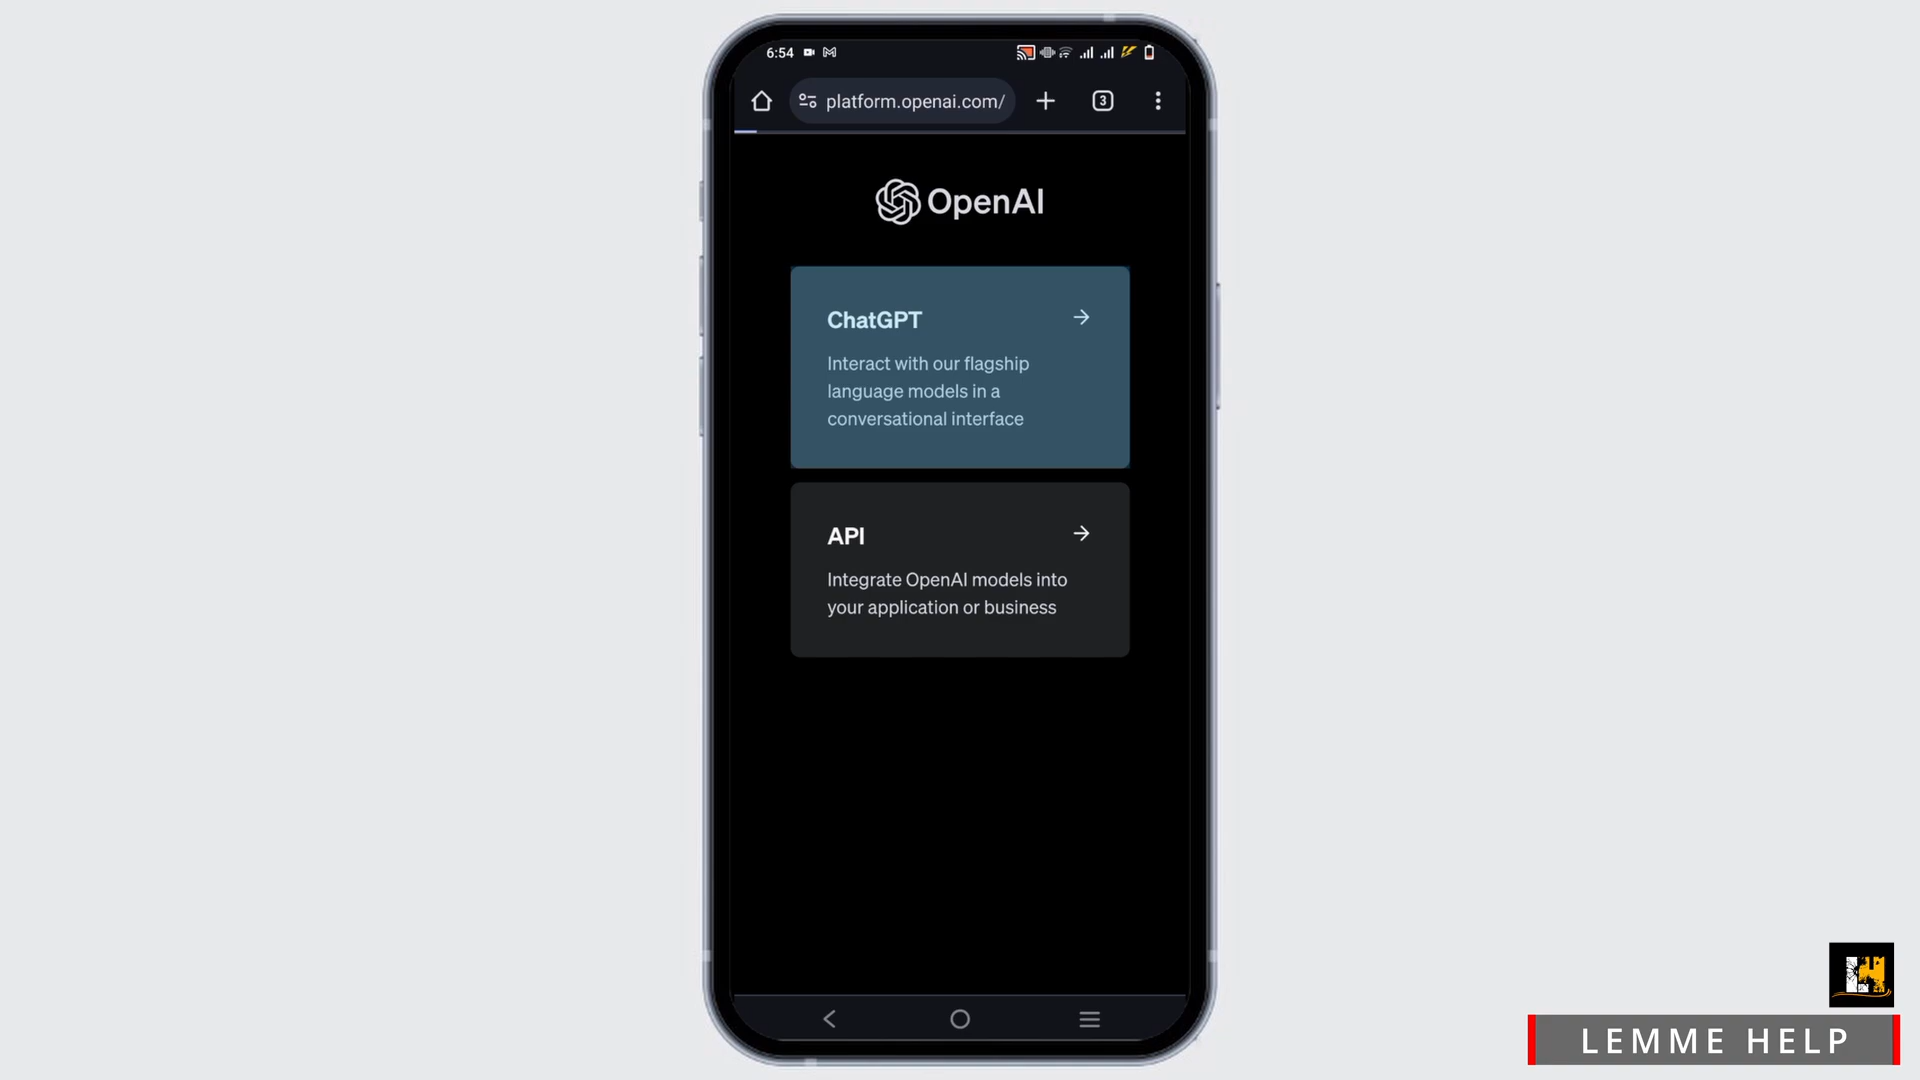 6:54
platform.openai.com/
3
OpenAI
ChatGPT
Interact with our flagship
language models in a
conversational interface
API
Integrate OpenAI models into
your application or business
LEMME HELP